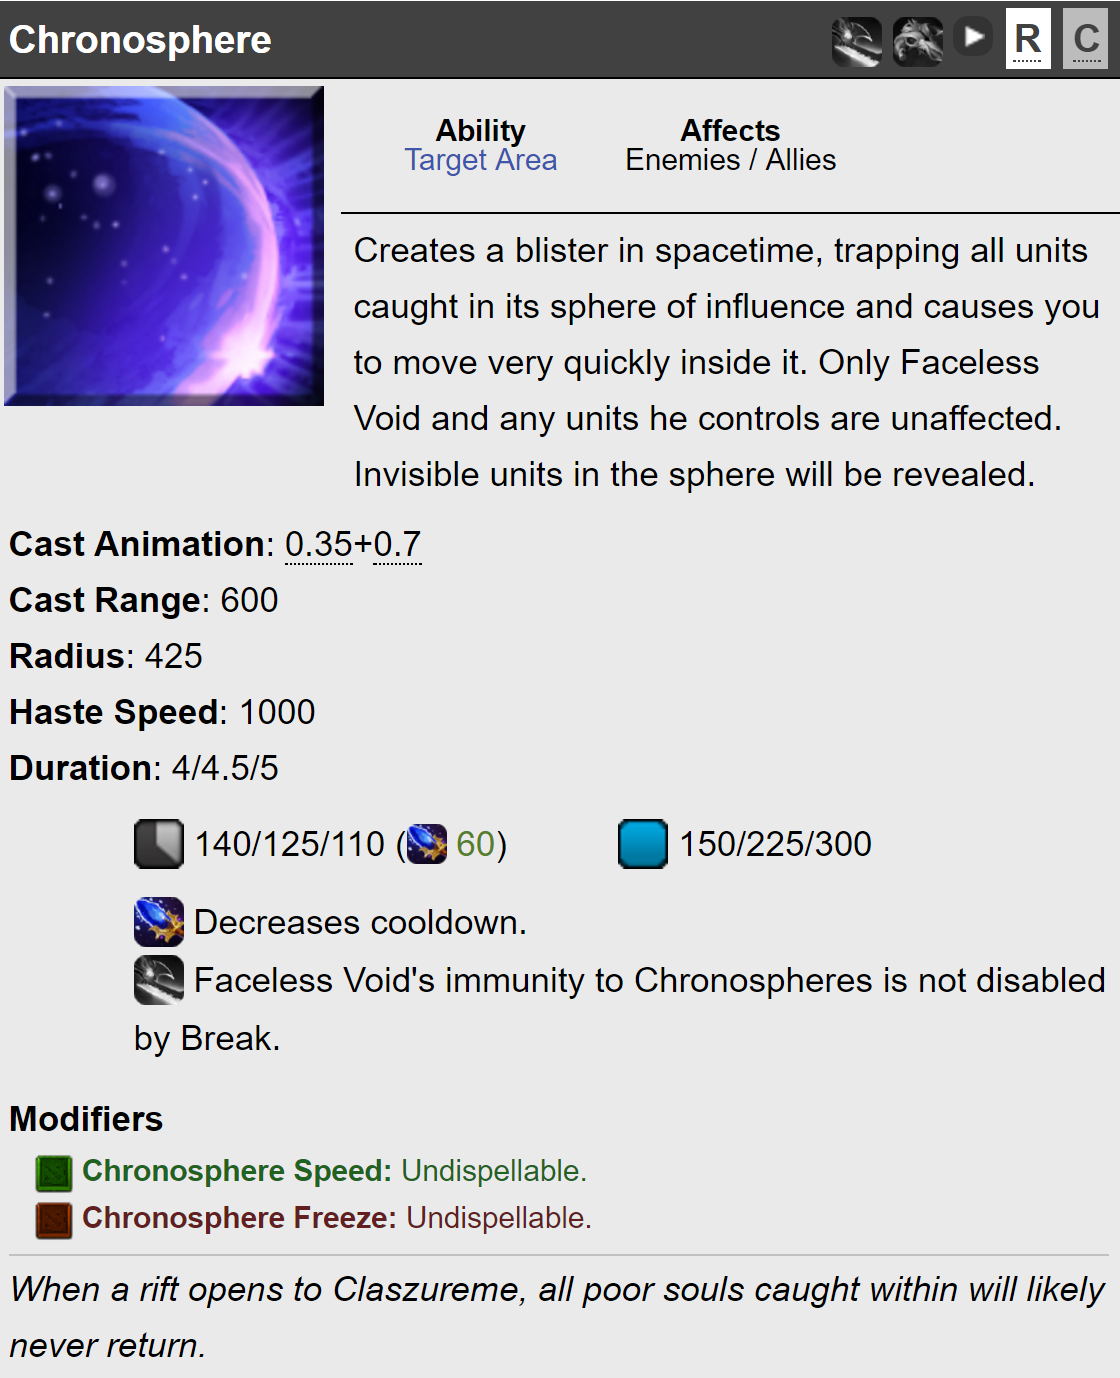 Chronosphere R C
Ability Affects
Target Area Enemies / Allies
Creates a blister in spacetime, trapping all units
caught in its sphere of influence and causes you
to move very quickly inside it. Only Faceless
Void and any units he controls are unaffected.
Invisible units in the sphere will be revealed.
Cast Animation: 0.35+0.7
Cast Range: 600
Radius: 425
Haste Speed: 1000
Duration: 4/4.5/5
140/125/110 (60) 150/225/300
Decreases cooldown.
Faceless Void's immunity to Chronospheres is not disabled
by Break.
Modifiers
Chronosphere Speed: Undispellable.
Chronosphere Freeze: Undispellable.
When a rift opens to Claszureme, all poor souls caught within will likely
never return.